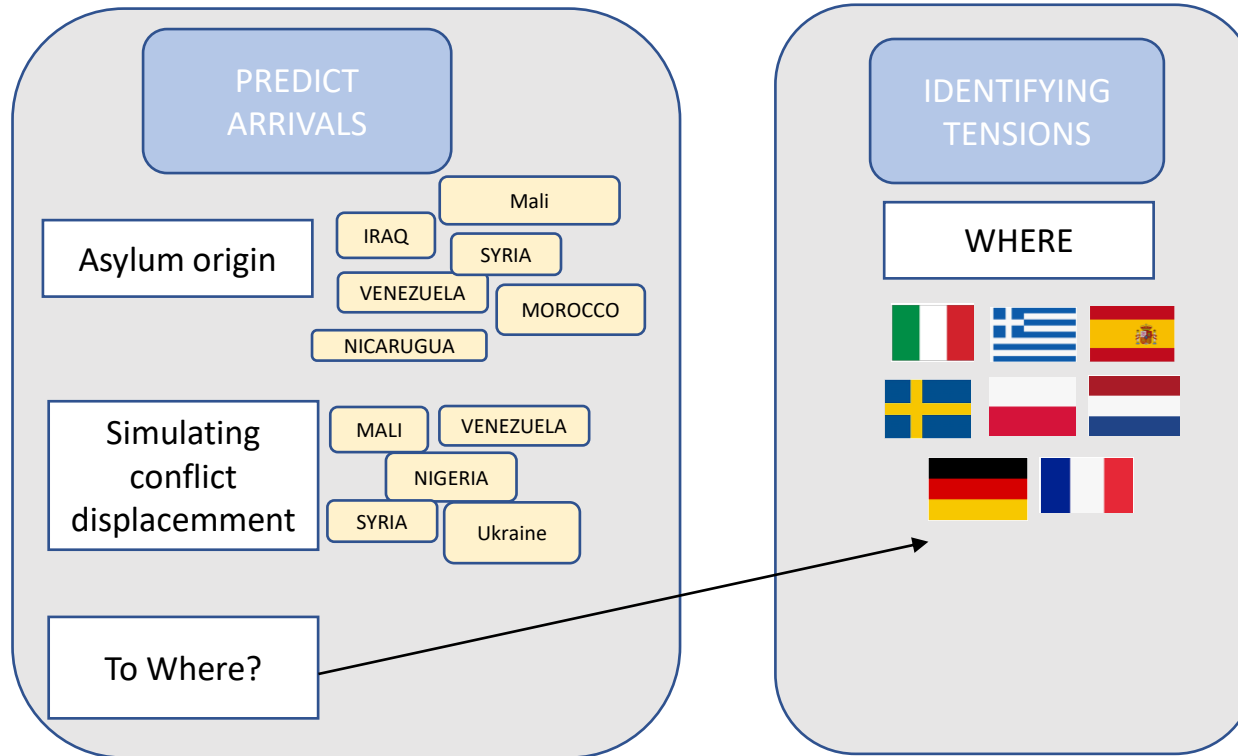 PREDICT
ARRIVALS
Asylum origin
Mali
IRAQ
SYRIA
VENEZUELA
MOROCCO
NICARUGUA
Simulating
conflict
displacemment
MALI
VENEZUELA
NIGERIA
SYRIA
Ukraine
To Where?
IDENTIFYING
TENSIONS
WHERE